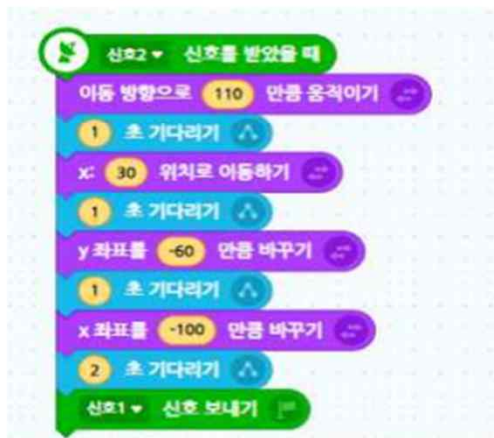 신호2 신호를 받았을 때
이동 방향으로 110 만큼 움직이기
1 초 기다리기
x: 30 위치로 이동하기
1 초 기다리기
y 좌표를 -60 만큼 바꾸기
1 초 기다리기
x 좌표를 -100 만큼 바꾸기
2 초 기다리기
신호1 신호 보내기